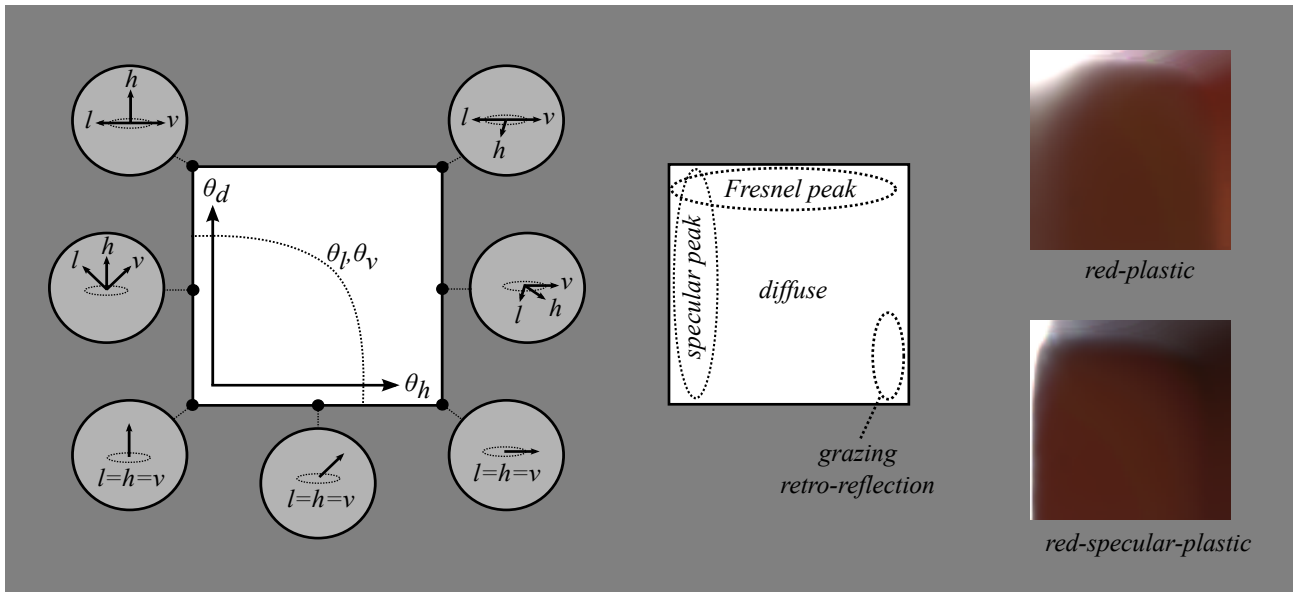 h
l
v
l
v
h
θd
θl,θv
θh
l
h
v
v
l
h
l=h=v
l=h=v
l=h=v
Fresnel peak
specular peak
diffuse
grazing
retro-reflection
red-plastic
red-specular-plastic